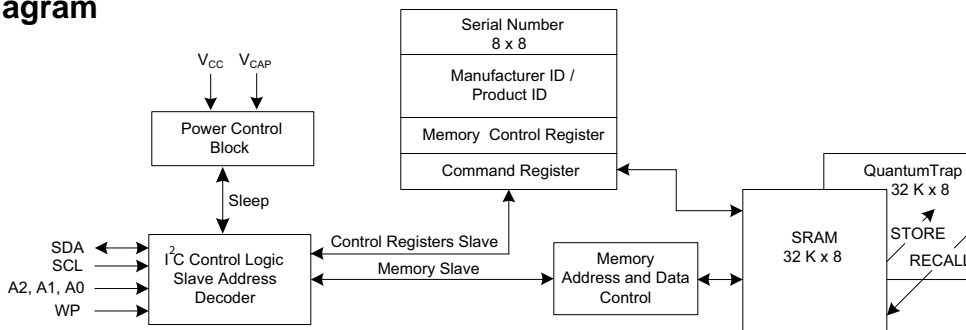 agram
Serial Number
8 x 8
Manufacturer ID /
Product ID
Memory Control Register
Command Register
VCC VCAP
Power Control
Block
Sleep
QuantumTrap
32 K x 8
SDA
SCL
A2, A1, A0
WP
I2C Control Logic
Slave Address
Decoder
Control Registers Slave
Memory Slave
Memory
Address and Data
Control
SRAM
32 K x 8
STORE
RECALL